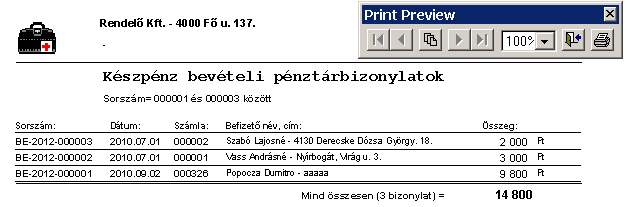 Rendelő Kft. - 4000 Fő u. 137.
-
Print Preview
100%
Készpénz bevételi pénztárbizonylatok
Sorszám= 000001 és 000003 között
Sorszám: Dátum: Számla: Befizető név, cím: Összeg:
BE-2012-000003 2010.07.01 000002 Szabó Lajosné - 4130 Derecske Dózsa György. 18. 2 000 Ft
BE-2012-000002 2010.07.01 000001 Vass Andrásné - Nyírbogát, Virág u. 3. 3 000 Ft
BE-2012-000001 2010.09.02 000326 Popocza Dumitro - aaaaa 9 800 Ft
Mind összesen (3 bizonylat) = 14 800